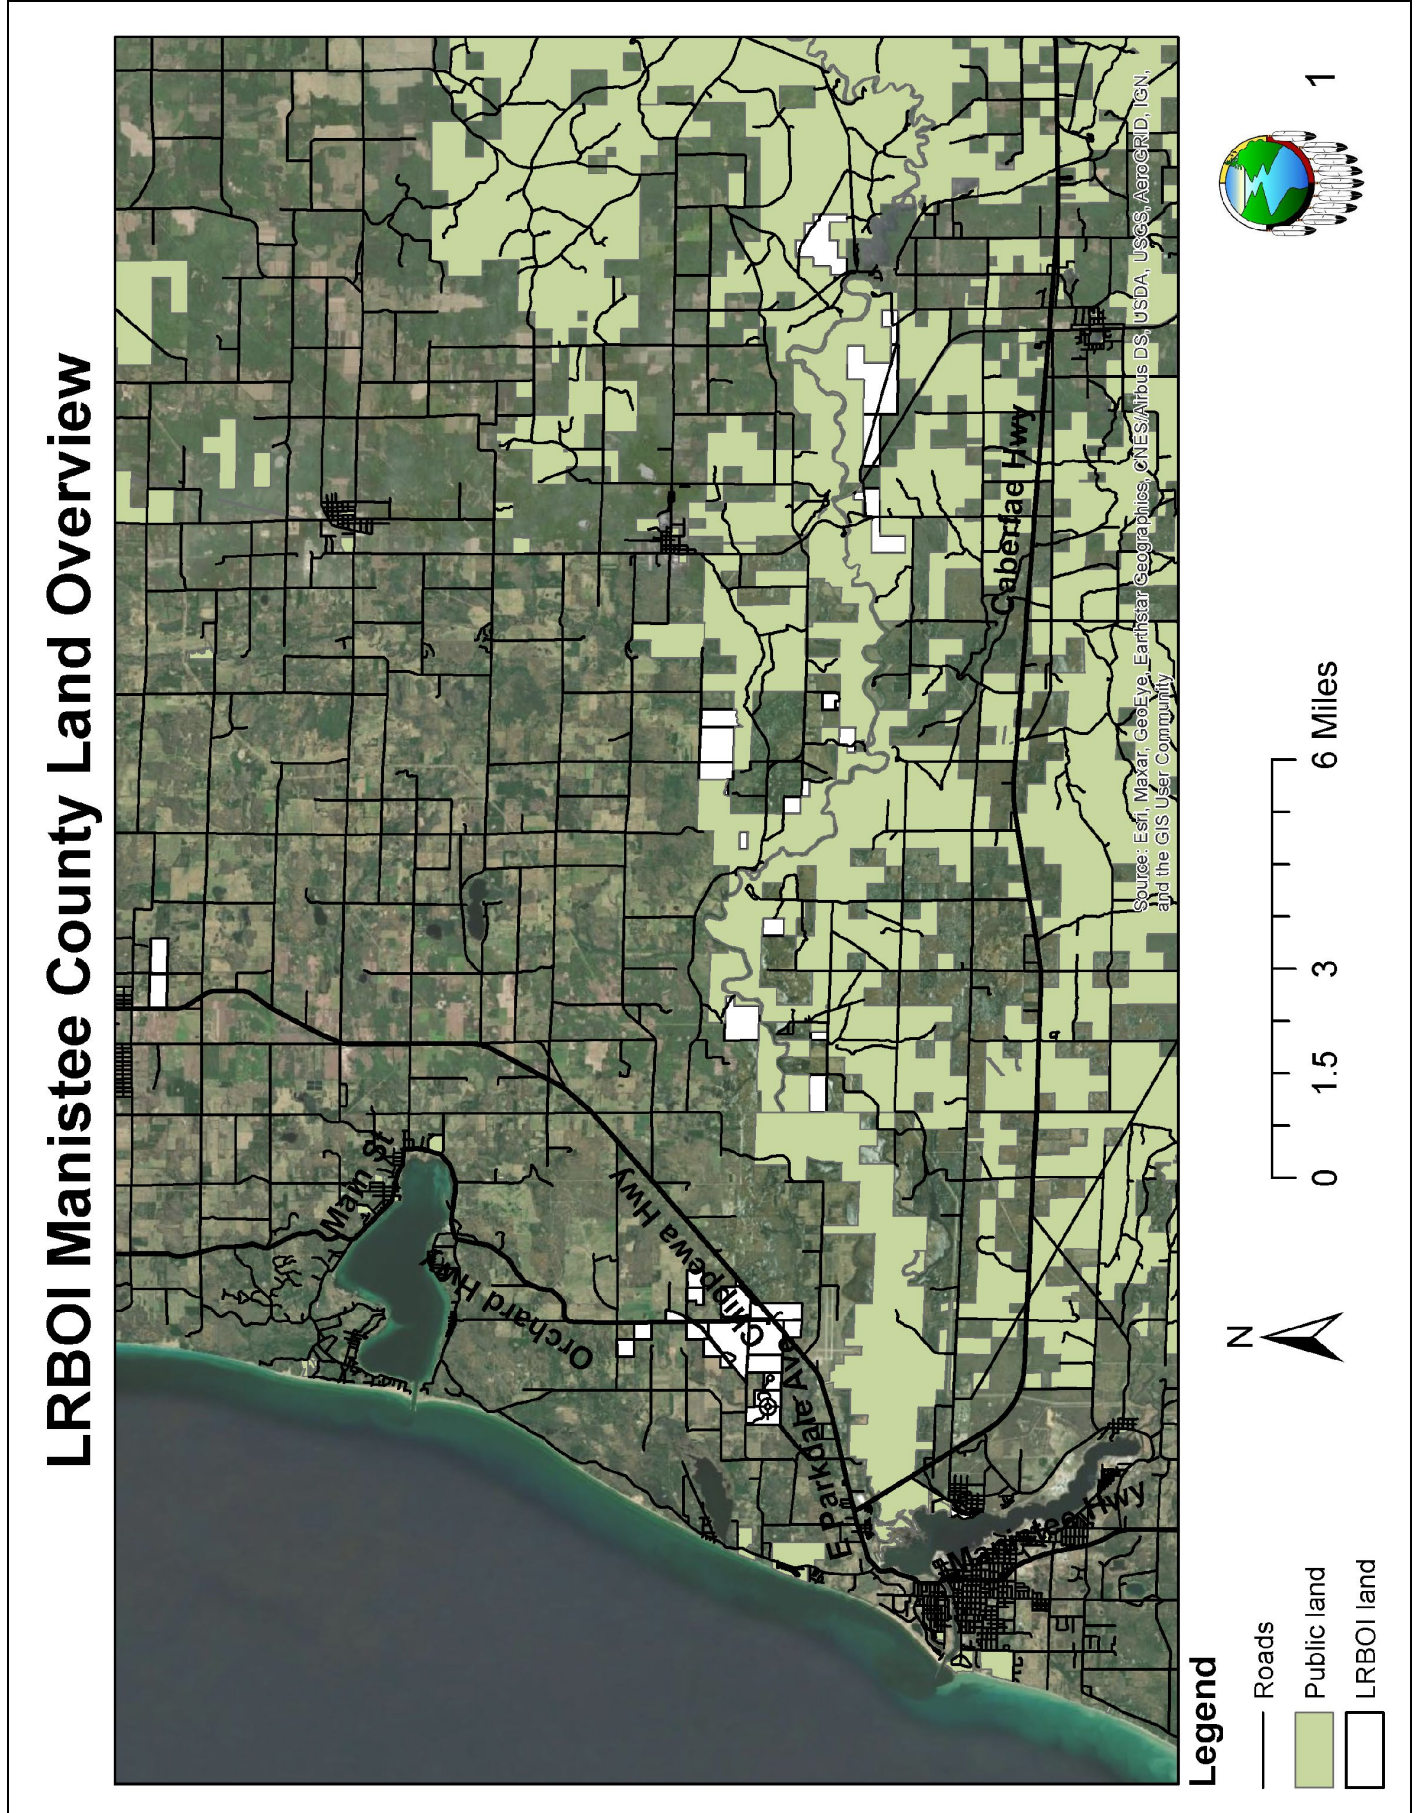 LRBOI Manistee County Land Overview
Main St
Orchard Hwy
Chippewa Hwy
E Parkdale Ave
Manistee Hwy
Caberfae Hwy
Source: Esri, Maxar, GeoEye, Earthstar Geographics, CNES/Airbus DS, USDA, USGS, AeroGRID, IGN,
and the GIS User Community
Legend
Roads
Public land
LRBOI land
N
0 1.5 3 6 Miles
1